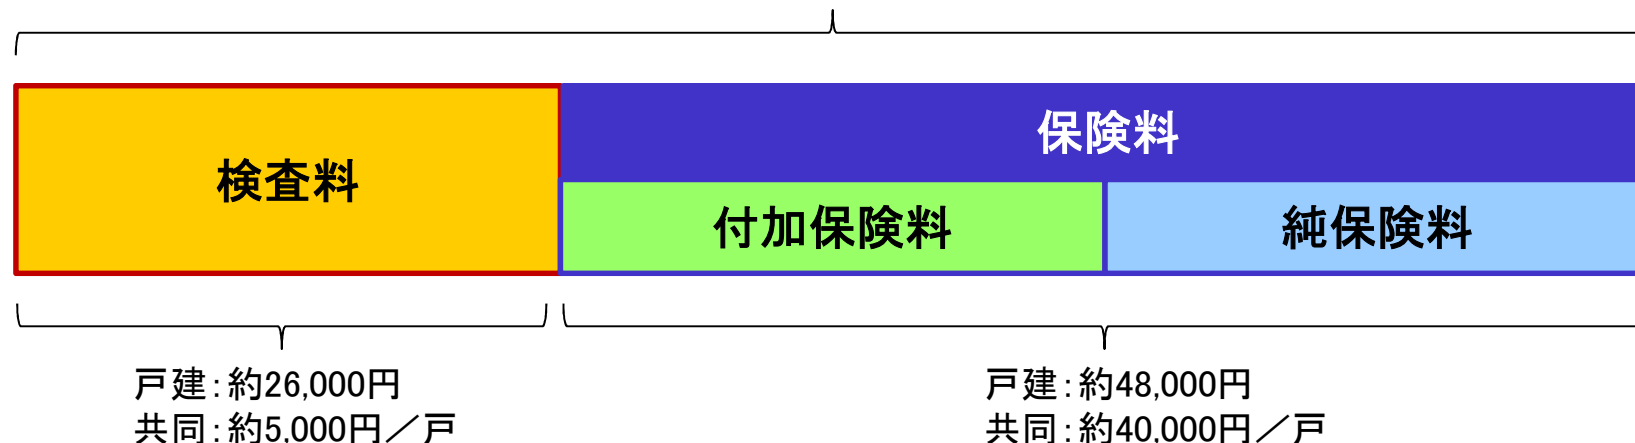 保険料
検査料
付加保険料
純保険料
戸建：約26,000円
共同：約5,000円／戸
戸建：約48,000円
共同：約40,000円／戸